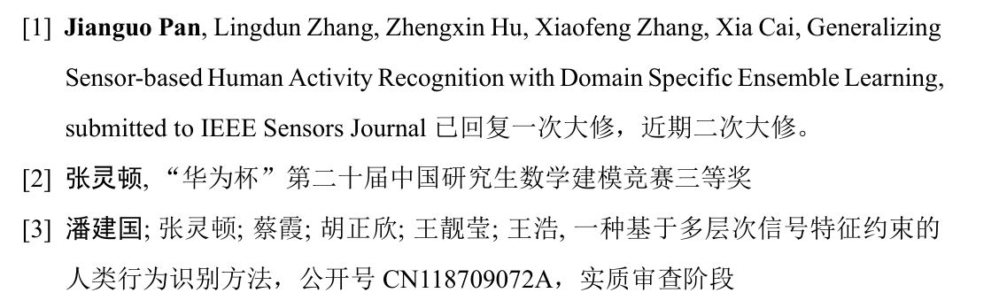 [1] Jianguo Pan, Lingdun Zhang, Zhengxin Hu, Xiaofeng Zhang, Xia Cai, Generalizing
Sensor-based Human Activity Recognition with Domain Specific Ensemble Learning,
submitted to IEEE Sensors Journal 已回复一次大修，近期二次大修。
[2] 张灵顿, “华为杯”第二十届中国研究生数学建模竞赛三等奖
[3] 潘建国; 张灵顿; 蔡霞; 胡正欣; 王靓莹; 王浩, 一种基于多层次信号特征约束的
人类行为识别方法，公开号 CN118709072A，实质审查阶段